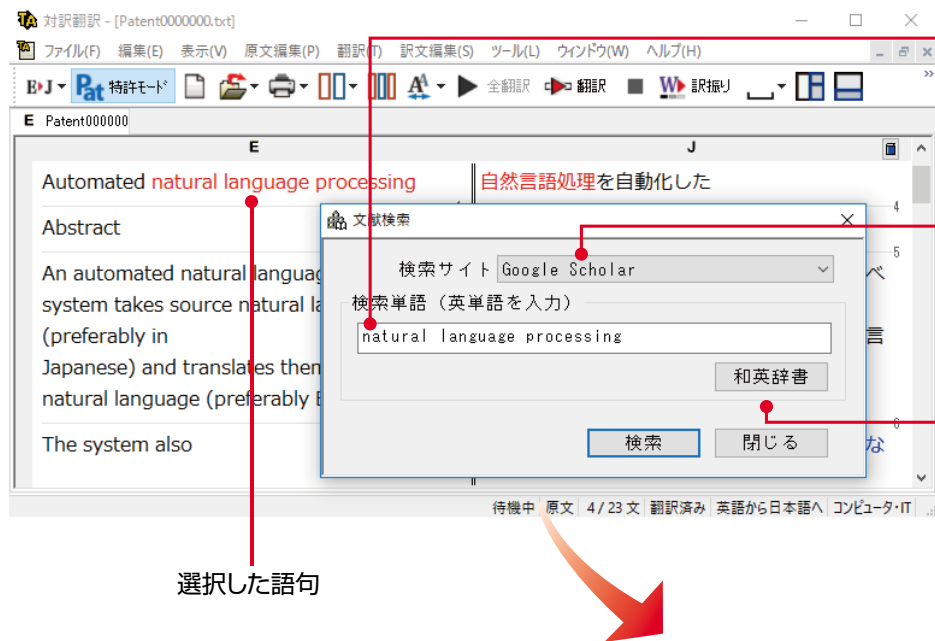 対訳翻訳 - [Patent0000000.txt]
ファイル(F) 編集(E) 表示(V) 原文編集(P) 翻訳(T) 訳文編集(S) ツール(L) ウィンドウ(W) ヘルプ(H)
E▸J Pat 特許モード 全翻訳 翻訳 W 訳振り
E Patent000000
E J
Automated natural language processing
自然言語処理を自動化した
4
Abstract
5
An automated natural languag
system takes source natural la
(preferably in
Japanese) and translates then
natural language (preferably E
べ
言
6
The system also
な
文献検索
検索サイト Google Scholar
検索単語（英単語を入力）
natural language processing
和英辞書
検索 閉じる
待機中 原文 4 / 23 文 翻訳済み 英語から日本語へ コンピュータ・IT
選択した語句